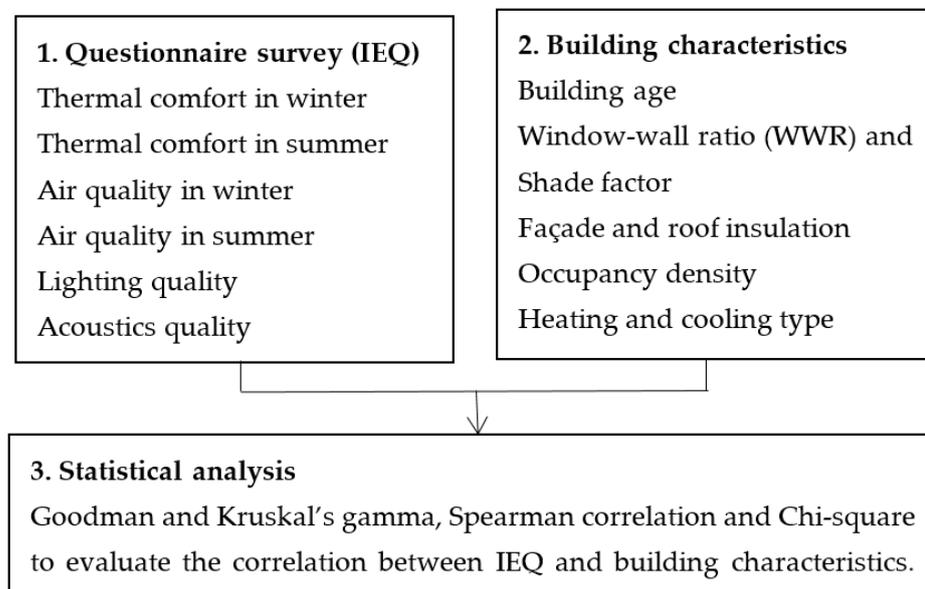 1. Questionnaire survey (IEQ)
Thermal comfort in winter
Thermal comfort in summer
Air quality in winter
Air quality in summer
Lighting quality
Acoustics quality
2. Building characteristics
Building age
Window-wall ratio (WWR) and
Shade factor
Façade and roof insulation
Occupancy density
Heating and cooling type
3. Statistical analysis
Goodman and Kruskal’s gamma, Spearman correlation and Chi-square
to evaluate the correlation between IEQ and building characteristics.